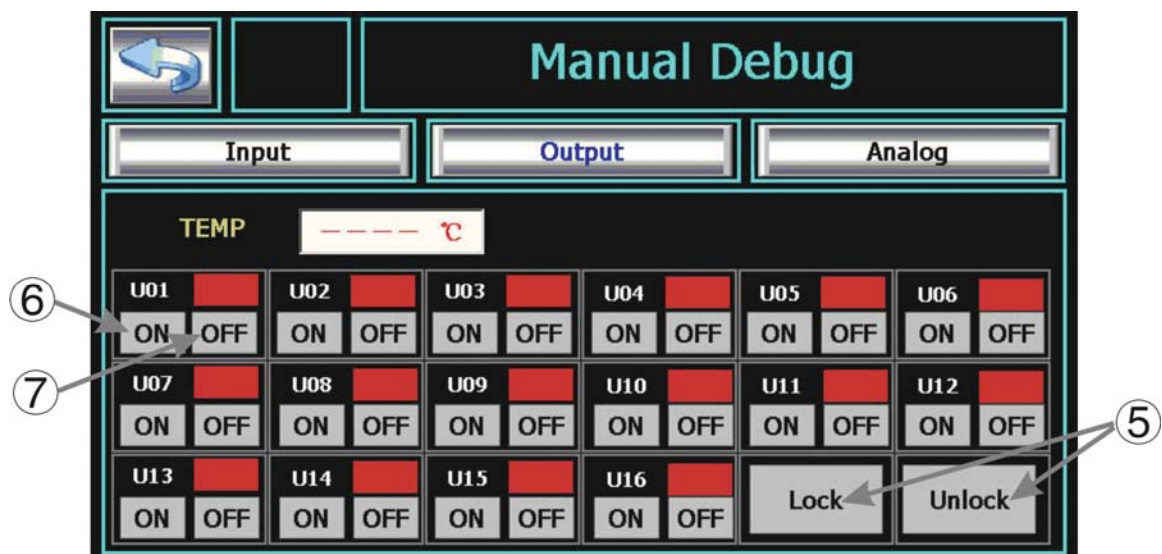 Manual Debug
Input Output Analog
TEMP ---- ℃
U01 U02 U03 U04 U05 U06
⑥
ON OFF ON OFF ON OFF ON OFF ON OFF ON OFF
⑦
U07 U08 U09 U10 U11 U12
ON OFF ON OFF ON OFF ON OFF ON OFF ON OFF
⑤
U13 U14 U15 U16
Lock Unlock
ON OFF ON OFF ON OFF ON OFF